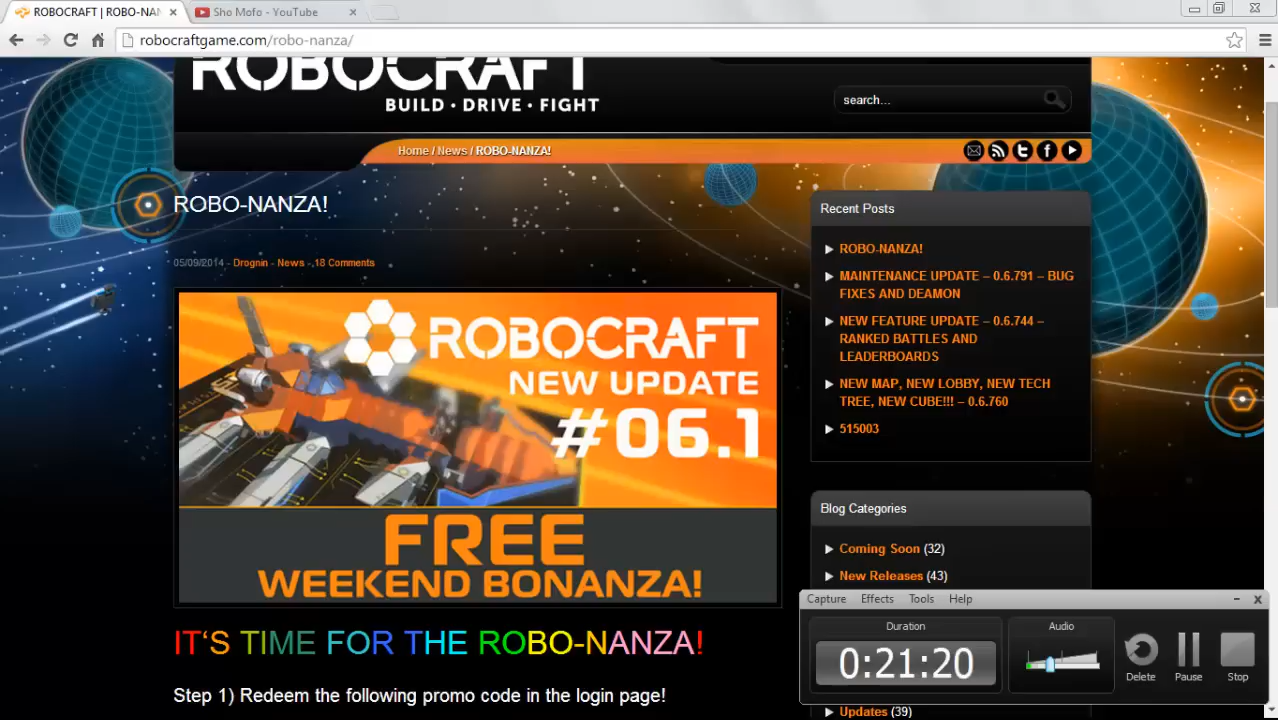 ROBOCRAFT | ROBO-NAN
Sho Mofo - YouTube
robocraftgame.com/robo-nanza/
ROBOCRAFT
BUILD · DRIVE · FIGHT
search...
Home / News / ROBO-NANZA!
ROBO-NANZA!
05/09/2014 - Drognin - News - ,18 Comments
ROBOCRAFT
NEW UPDATE
#06.1
FREE
WEEKEND BONANZA!
IT‘S TIME FOR THE ROBO-NANZA!
Step 1) Redeem the following promo code in the login page!
Recent Posts
ROBO-NANZA!
MAINTENANCE UPDATE – 0.6.791 – BUG
FIXES AND DEAMON
NEW FEATURE UPDATE – 0.6.744 –
RANKED BATTLES AND
LEADERBOARDS
NEW MAP, NEW LOBBY, NEW TECH
TREE, NEW CUBE!!! – 0.6.760
515003
Blog Categories
Coming Soon (32)
New Releases (43)
Updates (39)
Capture Effects Tools Help
Duration
0:21:20
Audio
Delete
Pause
Stop